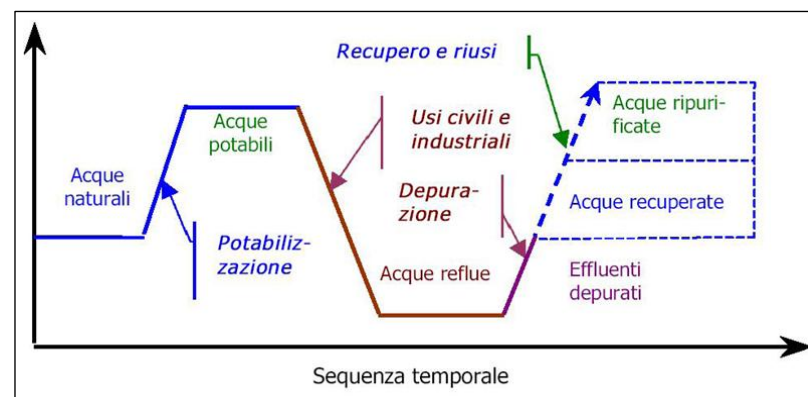 Recupero e riusi
Acque ripuri-
ficate
Usi civili e
industriali
Acque
potabili
Acque
naturali
Depura-
zione
Acque recuperate
Potabiliz-
zazione
Acque reflue
Effluenti
depurati
Sequenza temporale